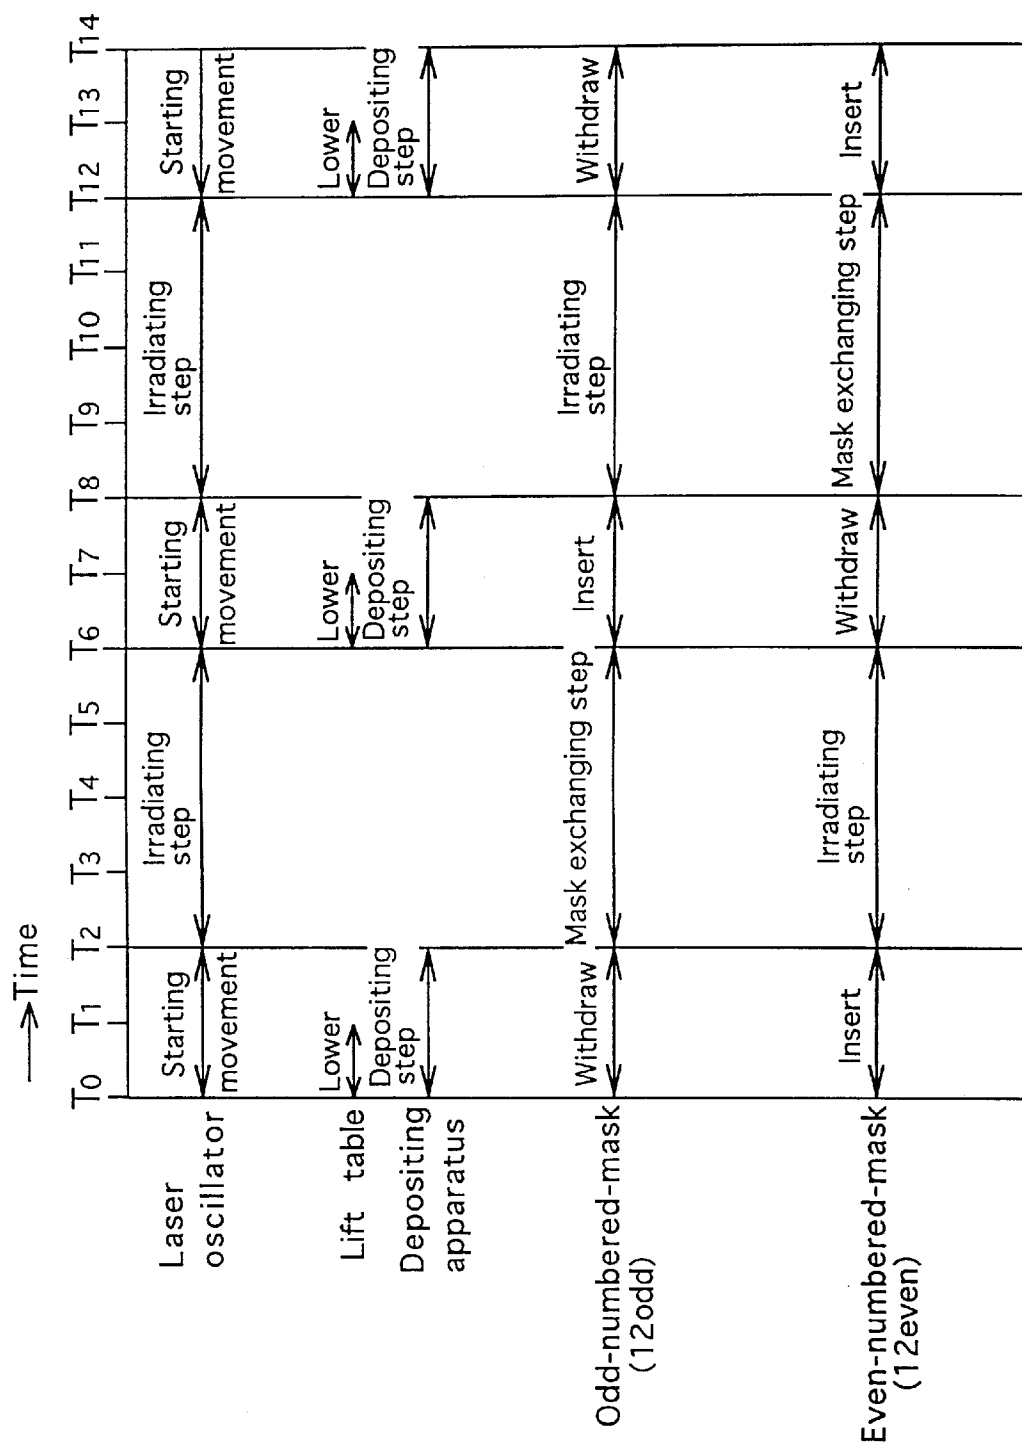 Time
T0 T1 T2 T3 T4 T5 T6 T7 T8 T9 T10 T11 T12 T13 T14
Laser
oscillator
Starting
movement
Irradiating
step
Starting
movement
Irradiating
step
Starting
movement
Lift table
Lower
Lower
Lower
Depositing
apparatus
Depositing
step
Depositing
step
Depositing
step
Odd-numbered-mask
(12odd)
Withdraw
Mask exchanging step
Insert
Irradiating
step
Withdraw
Even-numbered-mask
(12even)
Insert
Irradiating
step
Withdraw
Mask exchanging step
Insert